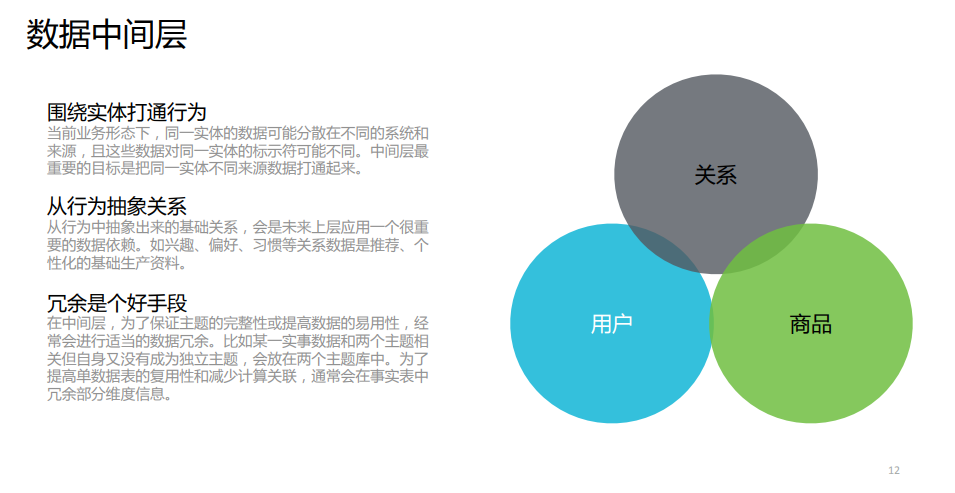 数据中间层
围绕实体打通行为
当前业务形态下，同一实体的数据可能分散在不同的系统和
来源，且这些数据对同一实体的标示符可能不同。中间层最
重要的目标是把同一实体不同来源数据打通起来。
从行为抽象关系
从行为中抽象出来的基础关系，会是未来上层应用一个很重
要的数据依赖。如兴趣、偏好、习惯等关系数据是推荐、个
性化的基础生产资料。
冗余是个好手段
在中间层，为了保证主题的完整性或提高数据的易用性，经
常会进行适当的数据冗余。比如某一实事数据和两个主题相
关但自身又没有成为独立主题，会放在两个主题库中。为了
提高单数据表的复用性和减少计算关联，通常会在事实表中
冗余部分维度信息。
关系
用户
商品
12